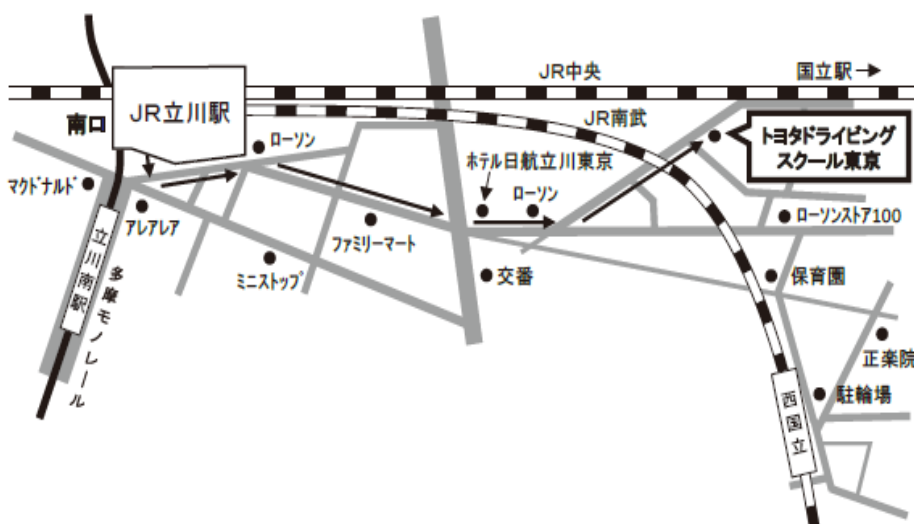 JR中央
国立駅→
JR立川駅
南口
JR南武
トヨタドライビング
スクール東京
ローソン
ホテル日航立川東京
マクドナルド
ローソン
アレアレア
ローソンストア100
ファミリーマート
立川南駅
多摩モノレール
ミニストップ
交番
保育園
正楽院
駐輪場
西国立